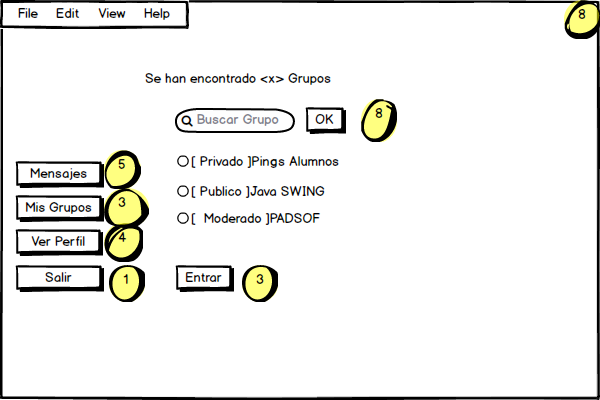 File Edit View Help
8
Se han encontrado <x> Grupos
Buscar Grupo OK 8
[ Privado ]Pings Alumnos
Mensajes 5
[ Publico ]Java SWING
Mis Grupos 3
[ Moderado ]PADSOF
Ver Perfil 4
Salir 1
Entrar 3